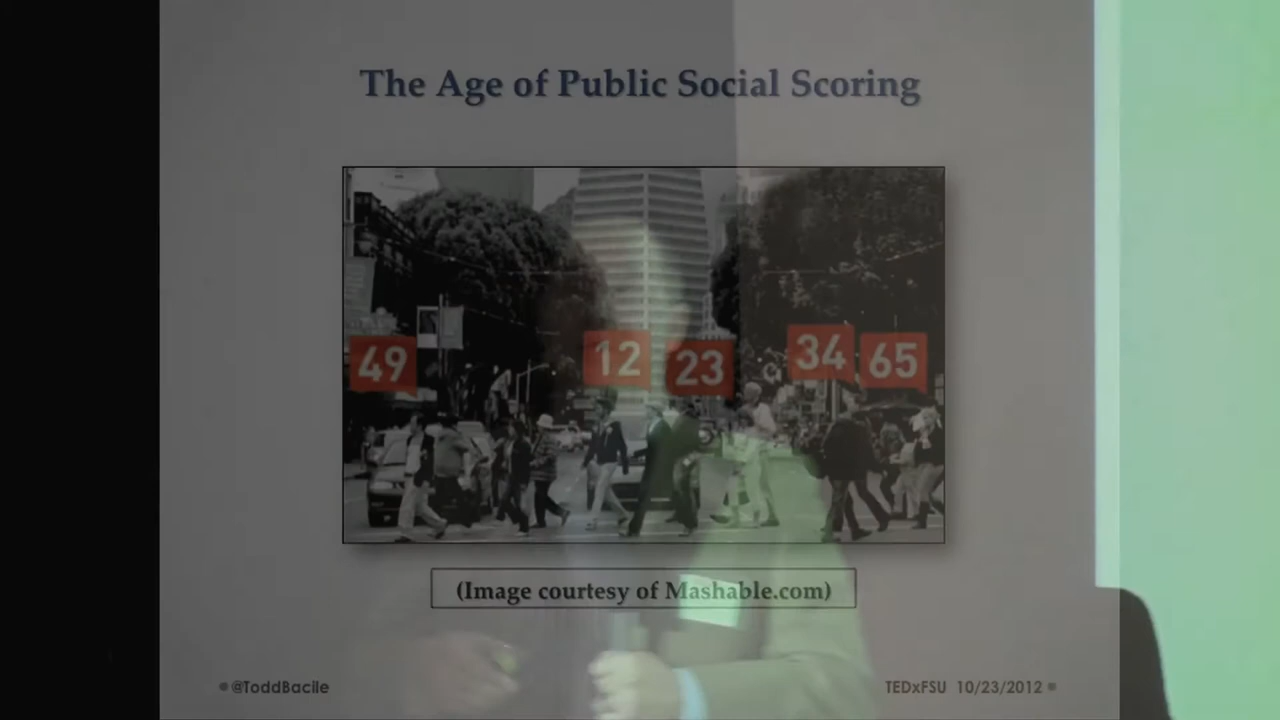 The Age of Public Social Scoring
49
12
23
34
65
(Image courtesy of Mashable.com)
@ToddBacile
TEDxFSU 10/23/2012